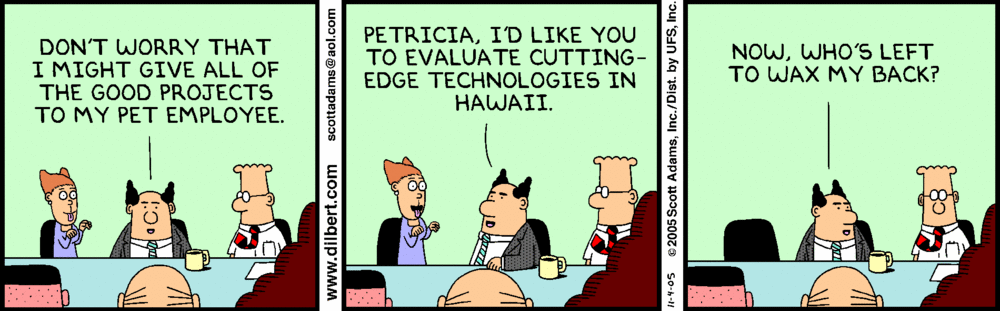 DON'T WORRY THAT
I MIGHT GIVE ALL OF
THE GOOD PROJECTS
TO MY PET EMPLOYEE.
www.dilbert.com
scottadams@aol.com
PETRICIA, I'D LIKE YOU
TO EVALUATE CUTTING-
EDGE TECHNOLOGIES IN
HAWAII.
11-4-05
©2005 Scott Adams, Inc./Dist. by UFS, Inc.
NOW, WHO'S LEFT
TO WAX MY BACK?